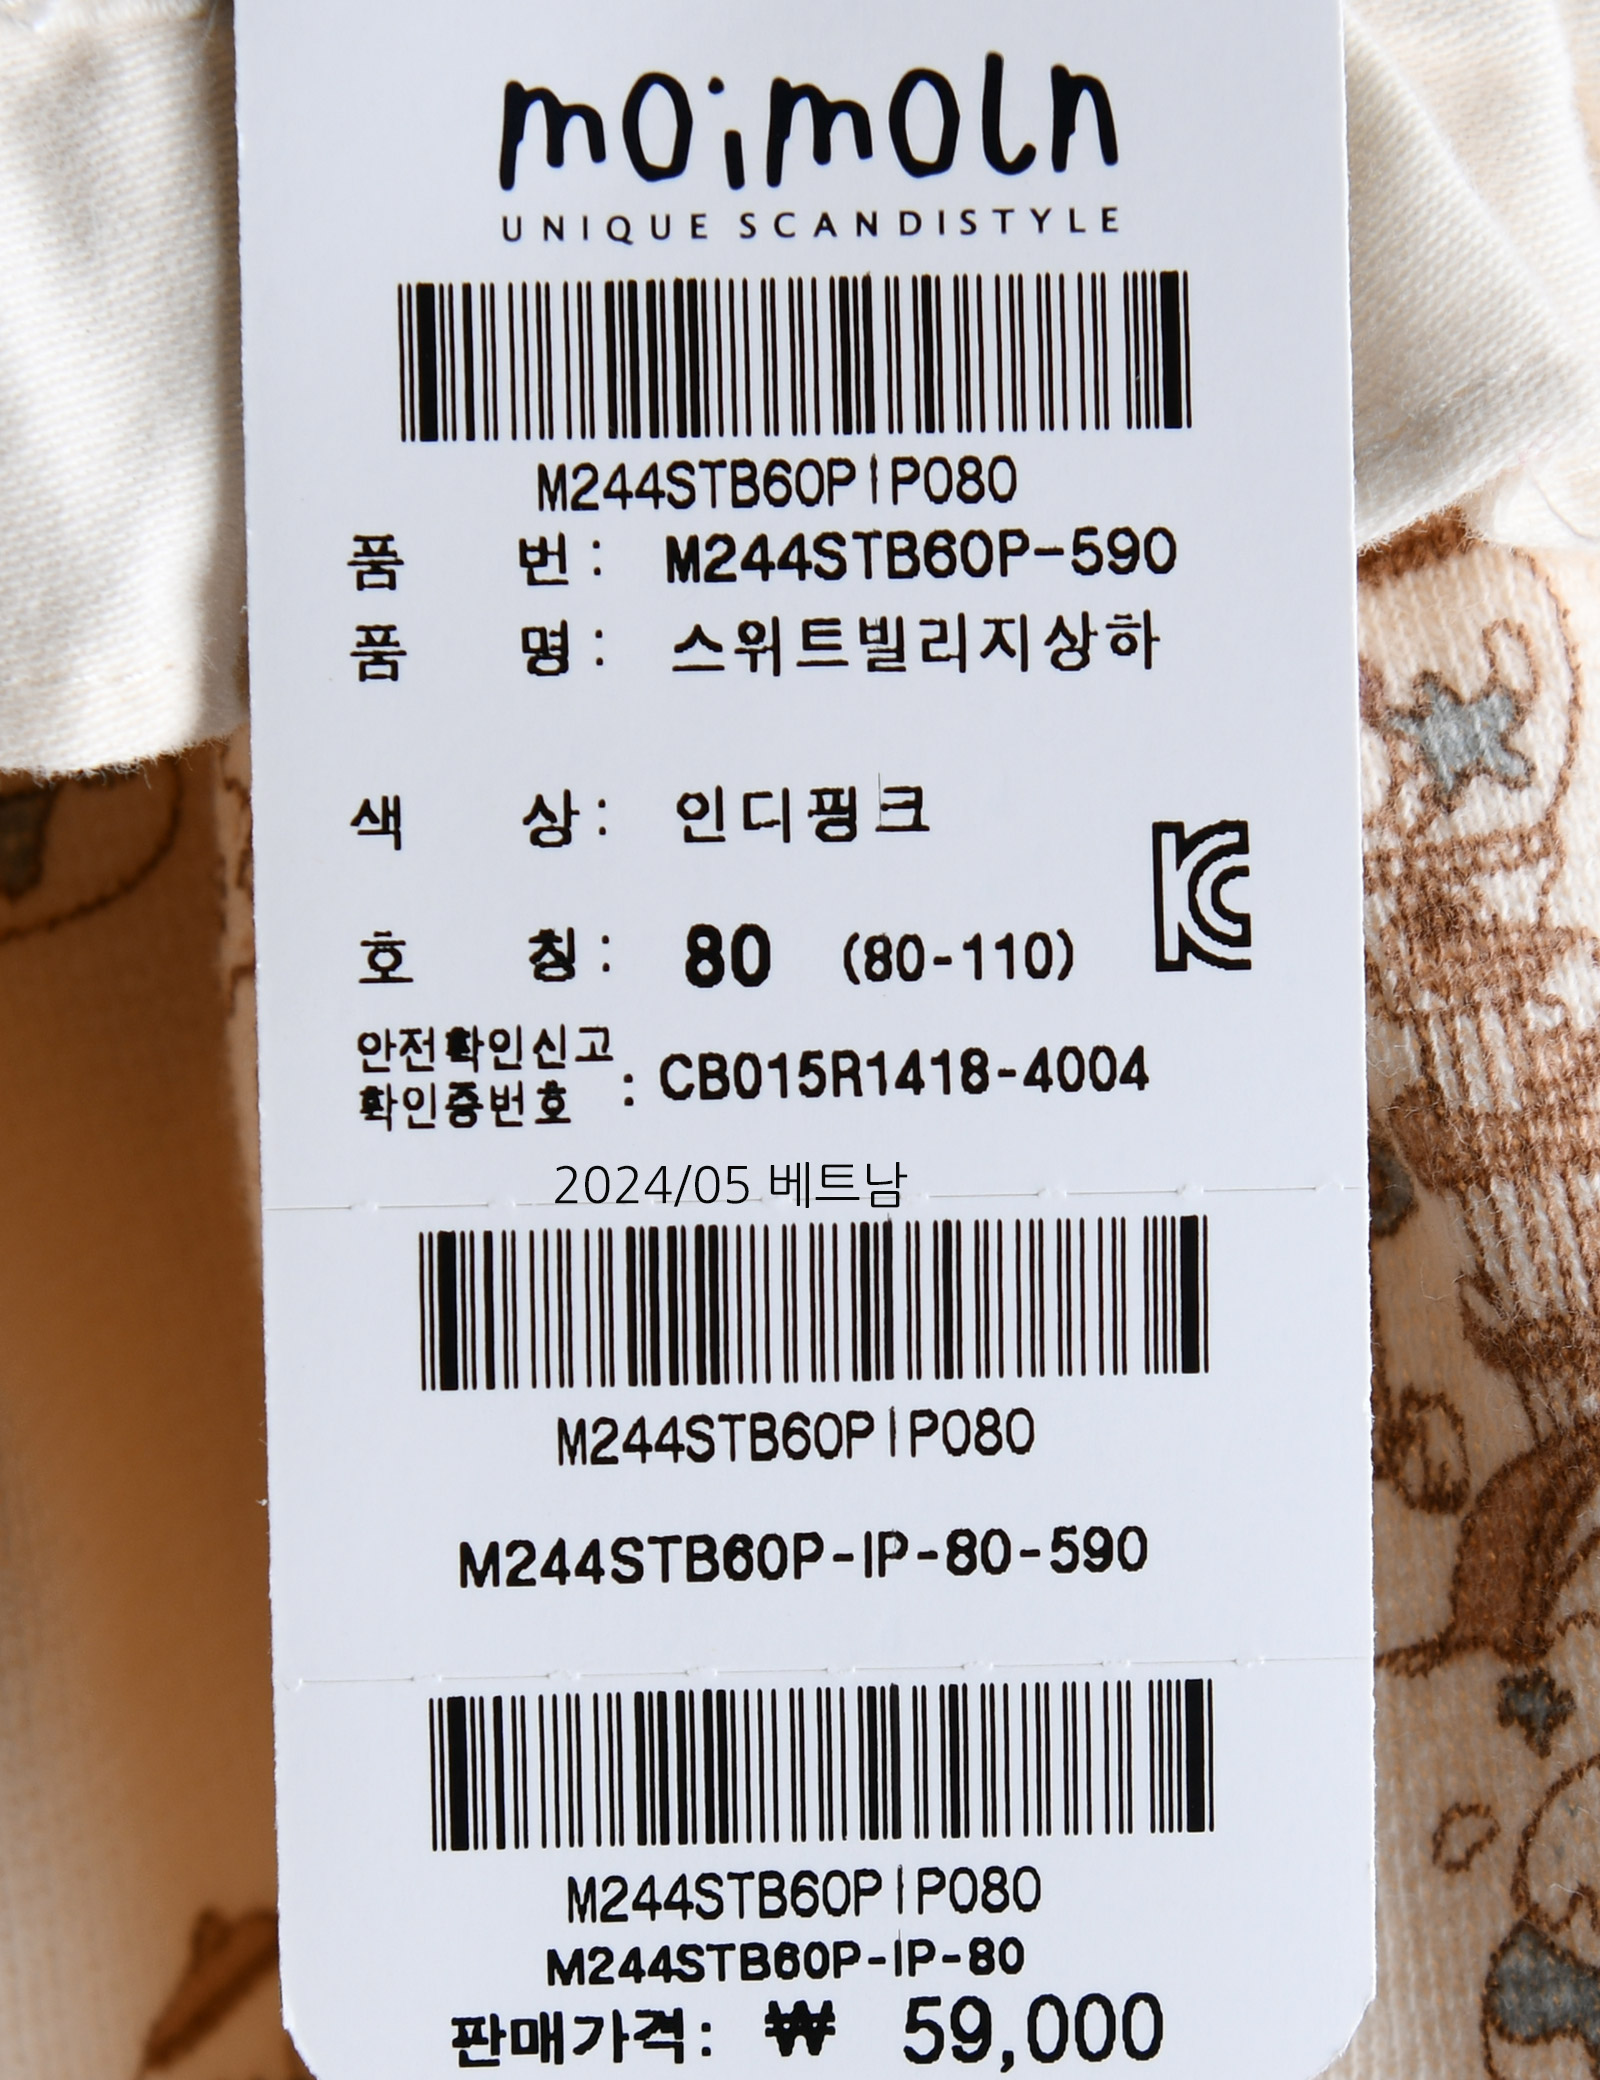 moimoln
UNIQUE SCANDISTYLE
M244STB60PIP080
품 번 : M244STB60P-590
품 명 : 스위트빌리지상하
색 상 : 인디핑크
호 칭 : 80 (80-110)
안전확인신고
확인증번호 : CB015R1418-4004
2024/05 베트남
M244STB60PIP080
M244STB60P-IP-80-590
M244STB60PIP080
M244STB60P-IP-80
판매가격: ₩ 59,000